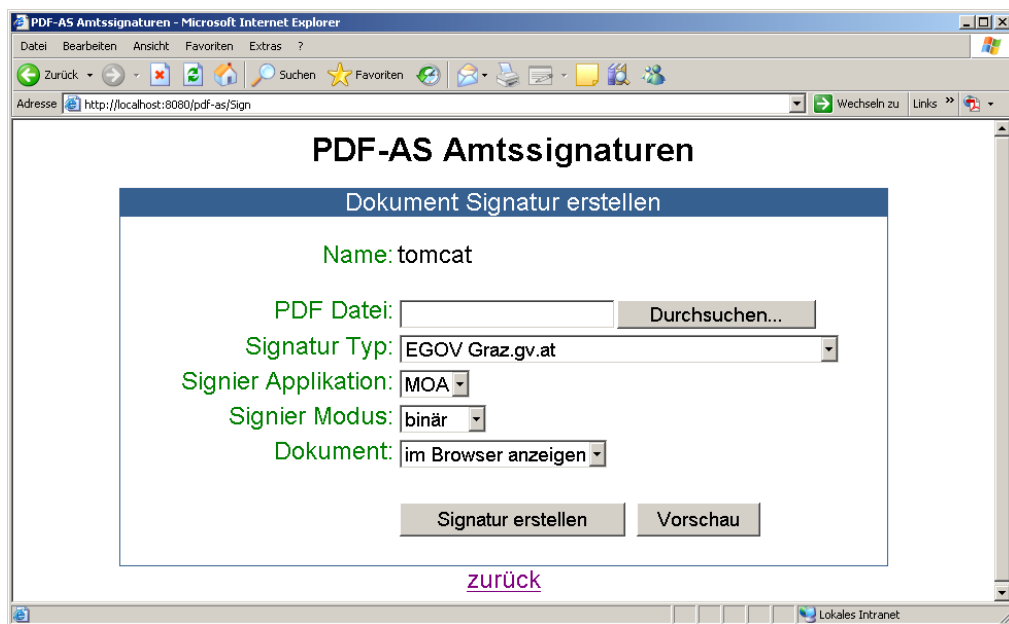 PDF-AS Amtssignaturen - Microsoft Internet Explorer
Datei Bearbeiten Ansicht Favoriten Extras ?
Zurück Suchen Favoriten
Adresse http://localhost:8080/pdf-as/Sign Wechseln zu Links »
PDF-AS Amtssignaturen
Dokument Signatur erstellen
Name: tomcat
PDF Datei: Durchsuchen...
Signatur Typ: EGOV Graz.gv.at
Signier Applikation: MOA
Signier Modus: binär
Dokument: im Browser anzeigen
Signatur erstellen Vorschau
zurück
Lokales Intranet